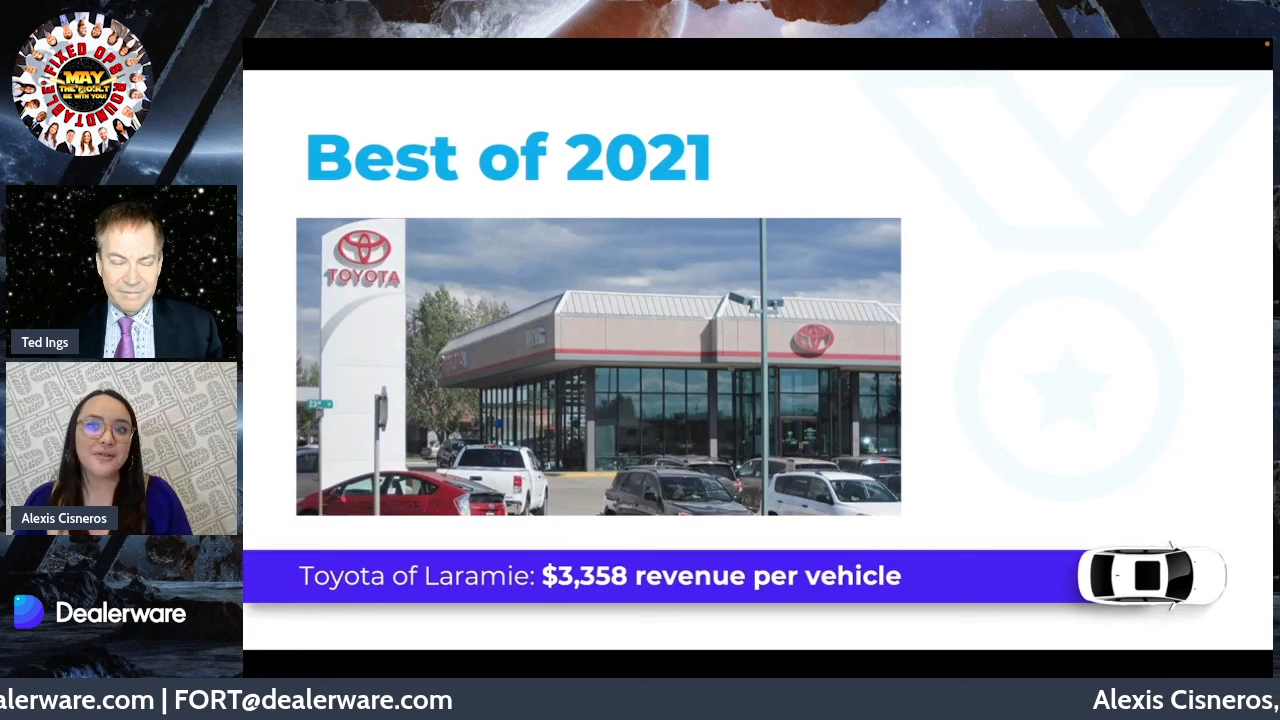 FIXED OPS
ROUNDTABLE
MAY
THE F.O.R.T
BE WITH YOU!
Best of 2021
TOYOTA
Ted Ings
Alexis Cisneros
Toyota of Laramie: $3,358 revenue per vehicle
Dealerware
alerware.com | FORT@dealerware.com
Alexis Cisneros,